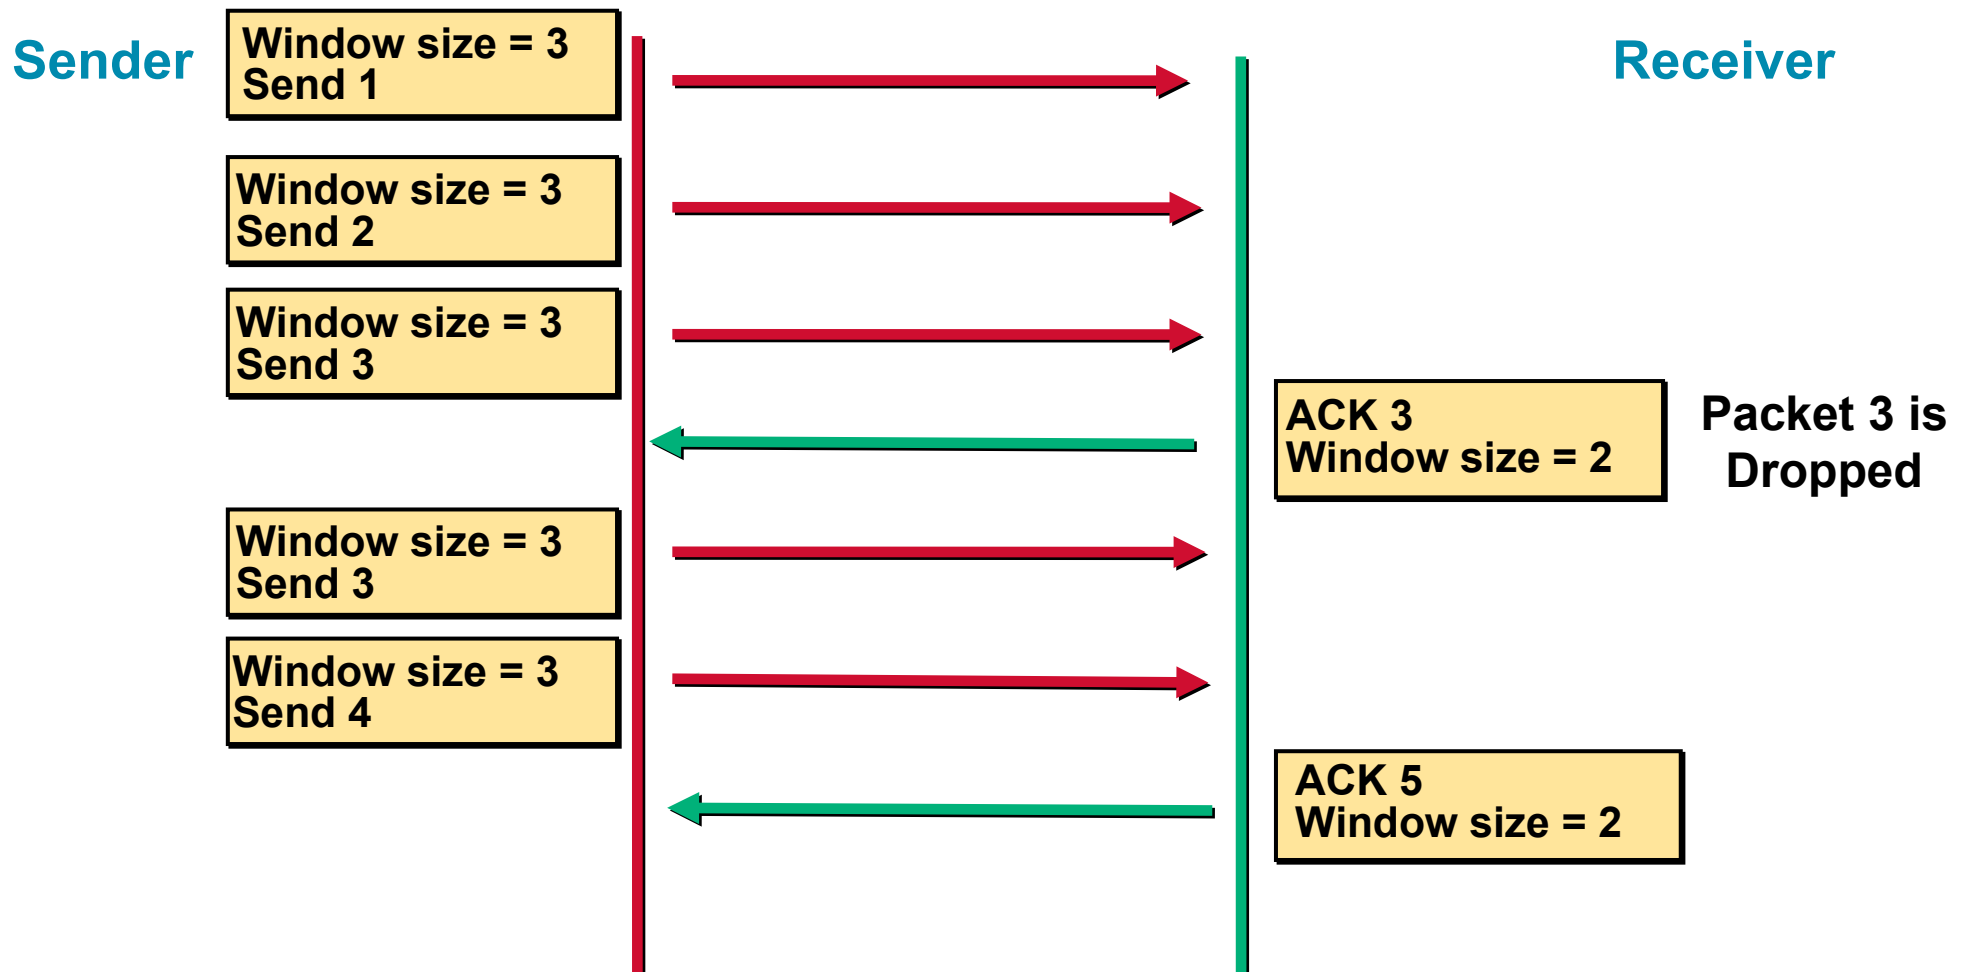 Sender
Window size = 3
Send 1
Receiver
Window size = 3
Send 2
Window size = 3
Send 3
ACK 3
Window size = 2
Packet 3 is
Dropped
Window size = 3
Send 3
Window size = 3
Send 4
ACK 5
Window size = 2